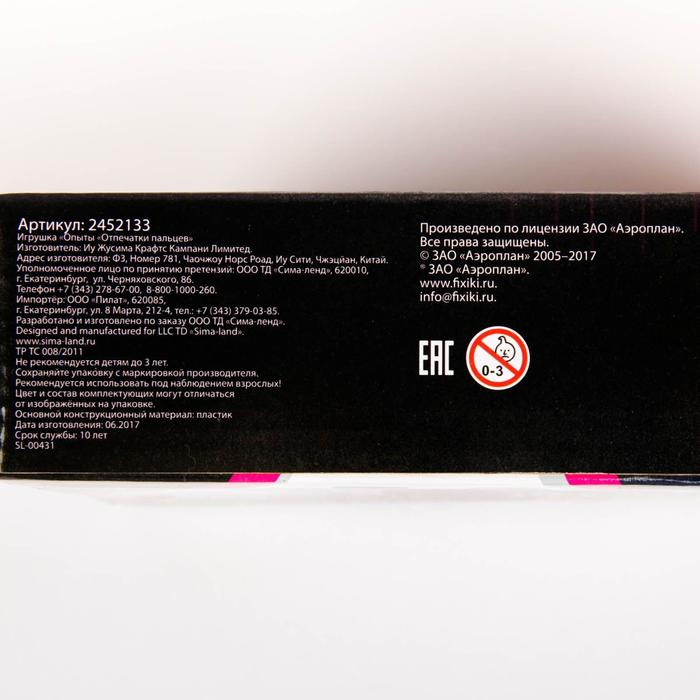 Артикул: 2452133
Игрушка «Опыты «Отпечатки пальцев»
Изготовитель: Иу Жусима Крафтс Кампани Лимитед.
Адрес изготовителя: Ф3, Номер 781, Чаочжоу Норс Роад, Иу Сити, Чжэцйан, Китай.
Уполномоченное лицо по принятию претензий: ООО ТД «Сима-ленд», 620010,
г. Екатеринбург, ул. Черняховского, 86.
Телефон +7 (343) 278-67-00, 8-800-1000-260.
Импортёр: ООО «Пилат», 620085,
г. Екатеринбург, ул. 8 Марта, 212-4, тел.: +7 (343) 379-03-85.
Разработано и изготовлено по заказу ООО ТД «Сима-ленд».
Designed and manufactured for LLC TD «Sima-land».
www.sima-land.ru
ТР ТС 008/2011
Не рекомендуется детям до 3 лет.
Сохраняйте упаковку с маркировкой производителя.
Рекомендуется использовать под наблюдением взрослых!
Цвет и состав комплектующих могут отличаться
от изображённых на упаковке.
Основной конструкционный материал: пластик
Дата изготовления: 06.2017
Срок службы: 10 лет
SL-00431
Произведено по лицензии ЗАО «Аэроплан».
Все права защищены.
© ЗАО «Аэроплан» 2005–2017
® ЗАО «Аэроплан».
www.fixiki.ru.
info@fixiki.ru.
EAC
0-3